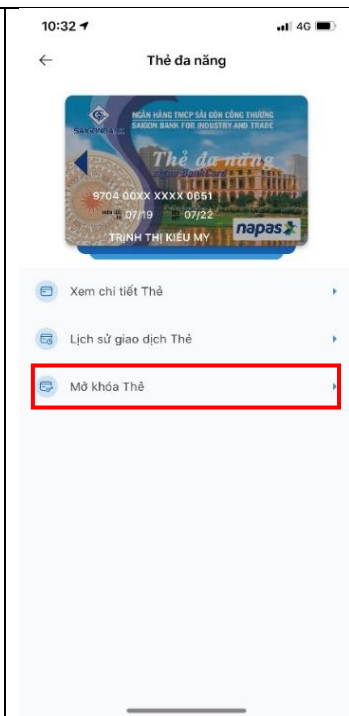 10:32
4G
Thẻ đa năng
NGÂN HÀNG TMCP SÀI GÒN CÔNG THƯƠNG
SAIGONBANK
SAIGON BANK FOR INDUSTRY AND TRADE
Thẻ đa năng
9704 00XX XXXX 0651
07/19 07/22
TRINH THI KIEU MY
napas
Xem chi tiết Thẻ
Lịch sử giao dịch Thẻ
Mở khóa Thẻ